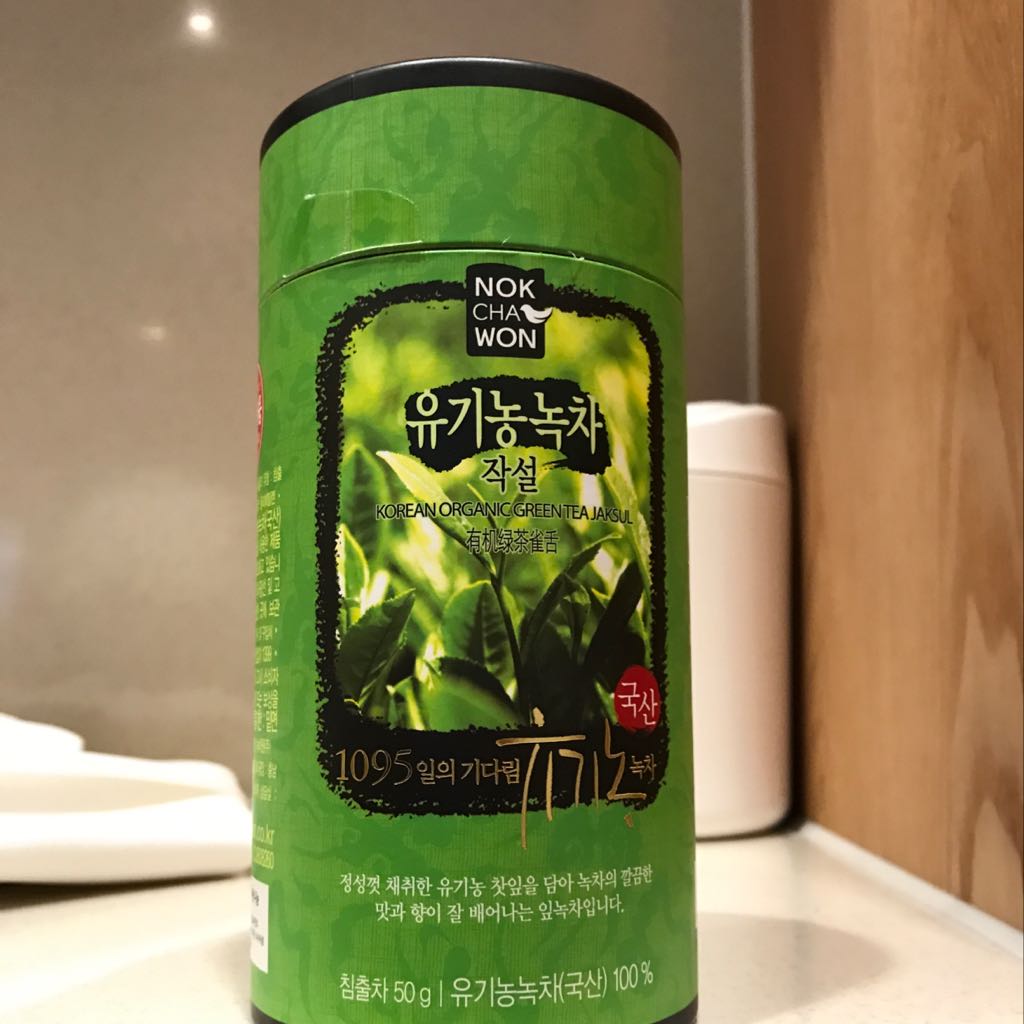 NOK
CHA
WON
유기농 녹차
작설
KOREAN ORGANIC GREEN TEA JAKSUL
有机绿茶雀舌
국산
1095일의 기다림 유기농 녹차
정성껏 채취한 유기농 찻잎을 담아 녹차의 깔끔한
맛과 향이 잘 배어나는 잎녹차입니다.
침출차 50 g | 유기농녹차(국산) 100 %
.co.kr